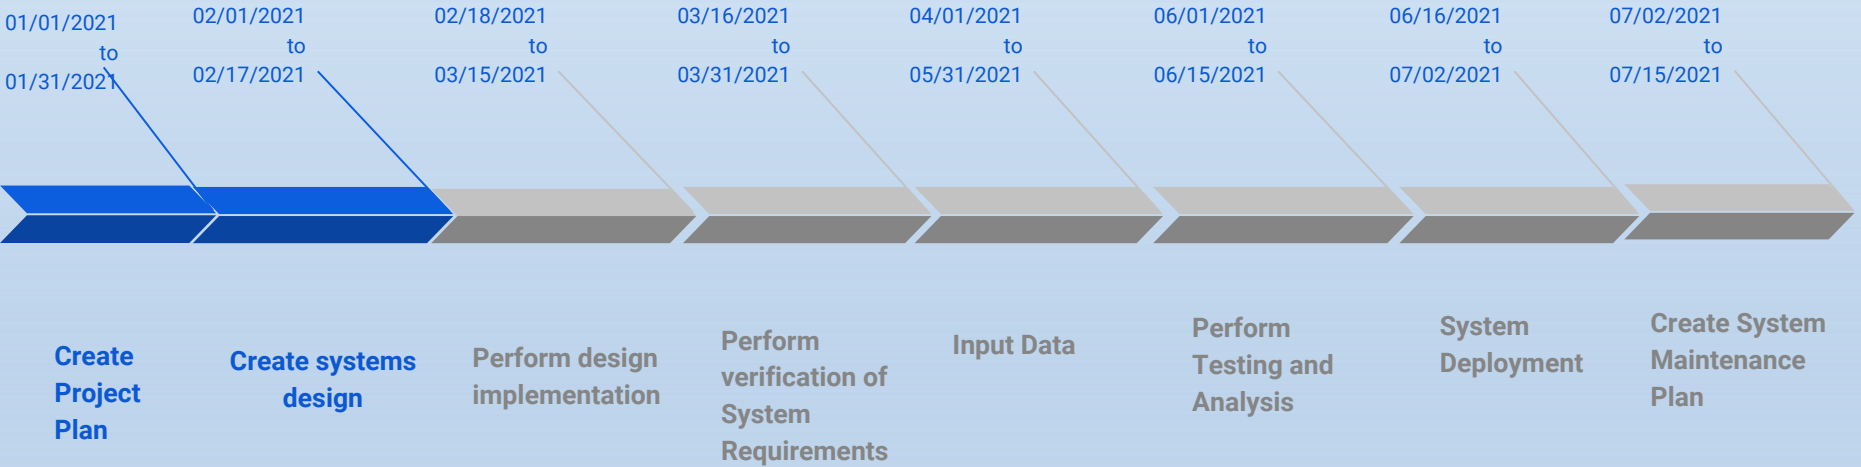 01/01/2021
to
01/31/2021
02/01/2021
to
02/17/2021
02/18/2021
to
03/15/2021
03/16/2021
to
03/31/2021
04/01/2021
to
05/31/2021
06/01/2021
to
06/15/2021
06/16/2021
to
07/02/2021
07/02/2021
to
07/15/2021
Create
Project
Plan
Create systems
design
Perform design
implementation
Perform
verification of
System
Requirements
Input Data
Perform
Testing and
Analysis
System
Deployment
Create System
Maintenance
Plan